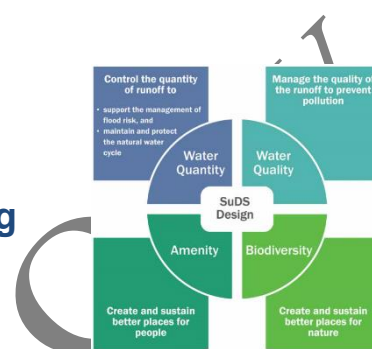 Control the quantity
of runoff to
• support the management of
flood risk, and
• maintain and protect
the natural water
cycle
Manage the quality of
the runoff to prevent
pollution
Water
Quantity
Water
Quality
SuDS
Design
g
Amenity
Biodiversity
Create and sustain
better places for
people
Create and sustain
better places for
nature